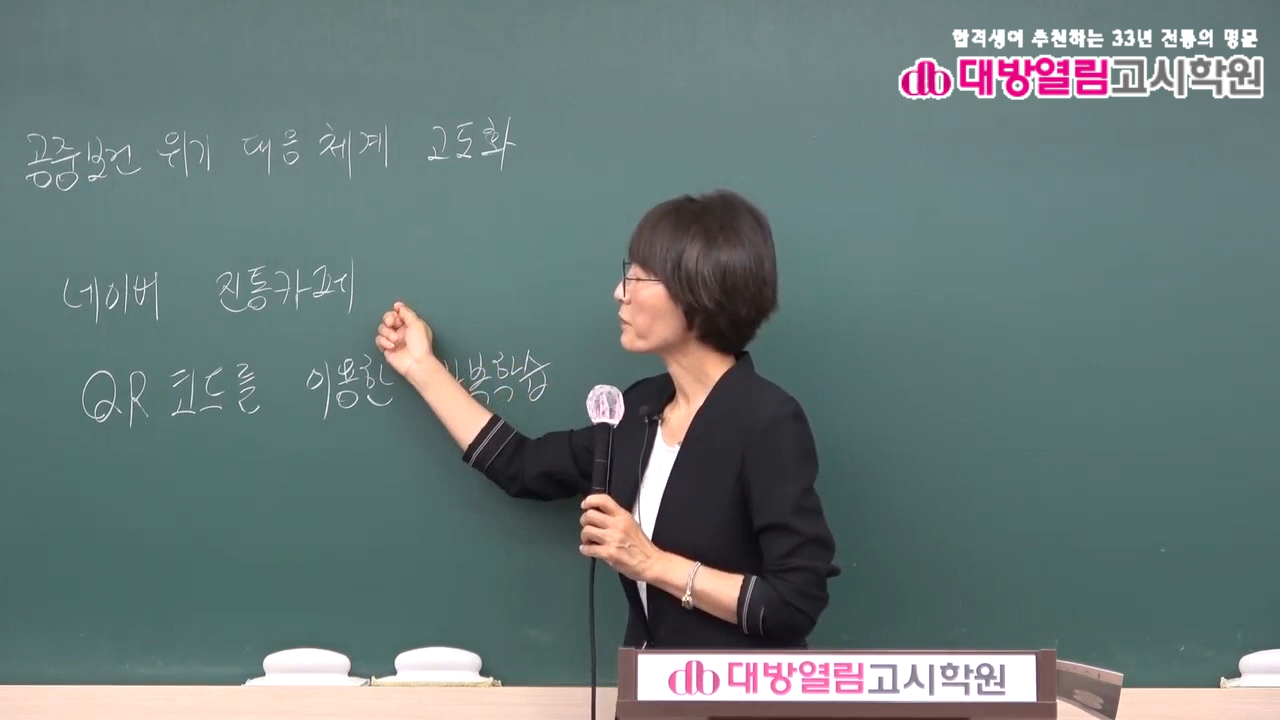 합격생이 추천하는 33년 전통의 명문
대방열림고시학원
공중보건 위기 대응 체계 고도화
네이버 진통카페
QR 코드를 이용한
대방열림고시학원